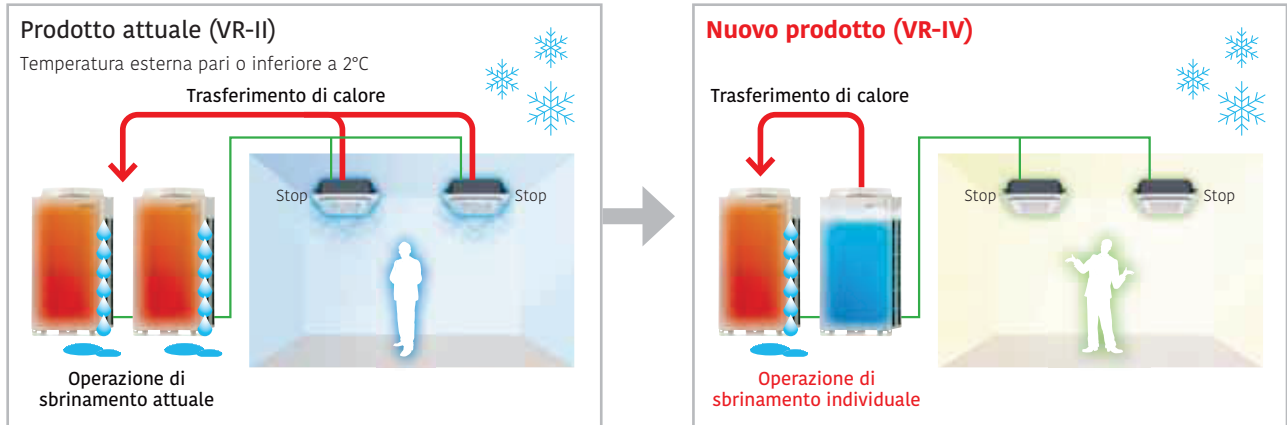 Prodotto attuale (VR-II)
Temperatura esterna pari o inferiore a 2°C
Trasferimento di calore
Stop
Stop
Operazione di
sbrinamento attuale
Nuovo prodotto (VR-IV)
Trasferimento di calore
Stop
Stop
Operazione di
sbrinamento individuale